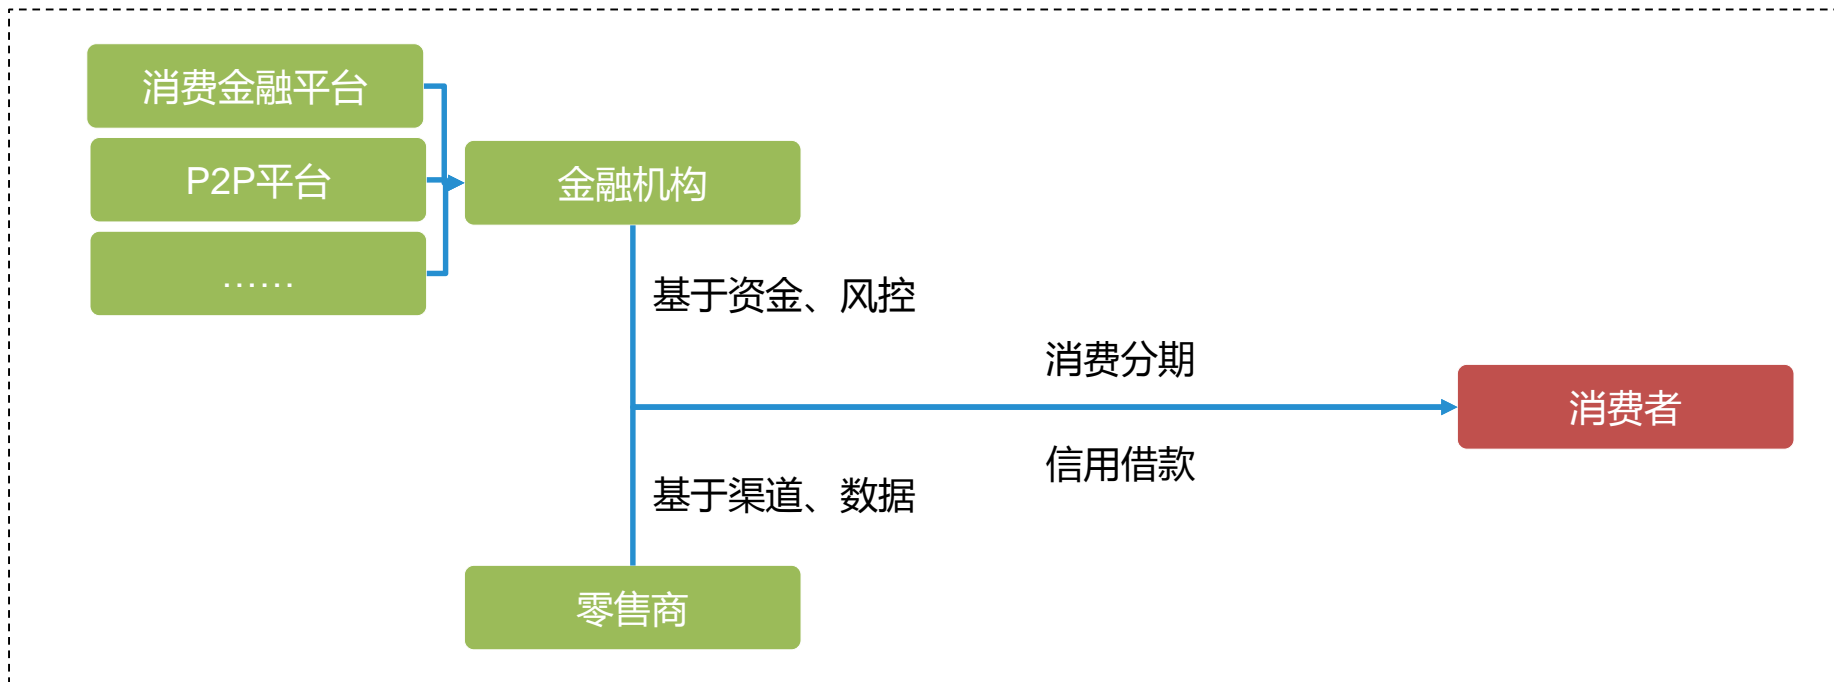 消费金融平台
P2P平台
……
金融机构
基于资金、风控
消费分期
消费者
信用借款
基于渠道、数据
零售商